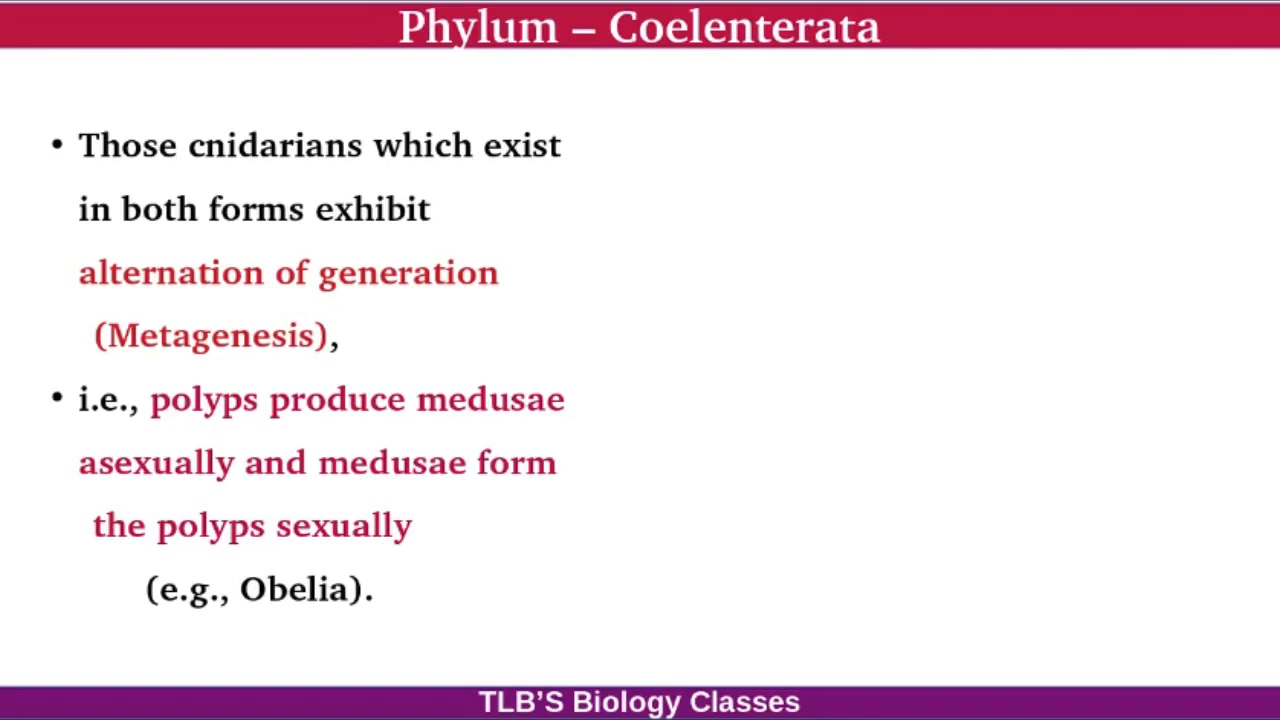 Phylum – Coelenterata
• Those cnidarians which exist
in both forms exhibit
alternation of generation
(Metagenesis),
• i.e., polyps produce medusae
asexually and medusae form
the polyps sexually
(e.g., Obelia).
TLB’S Biology Classes